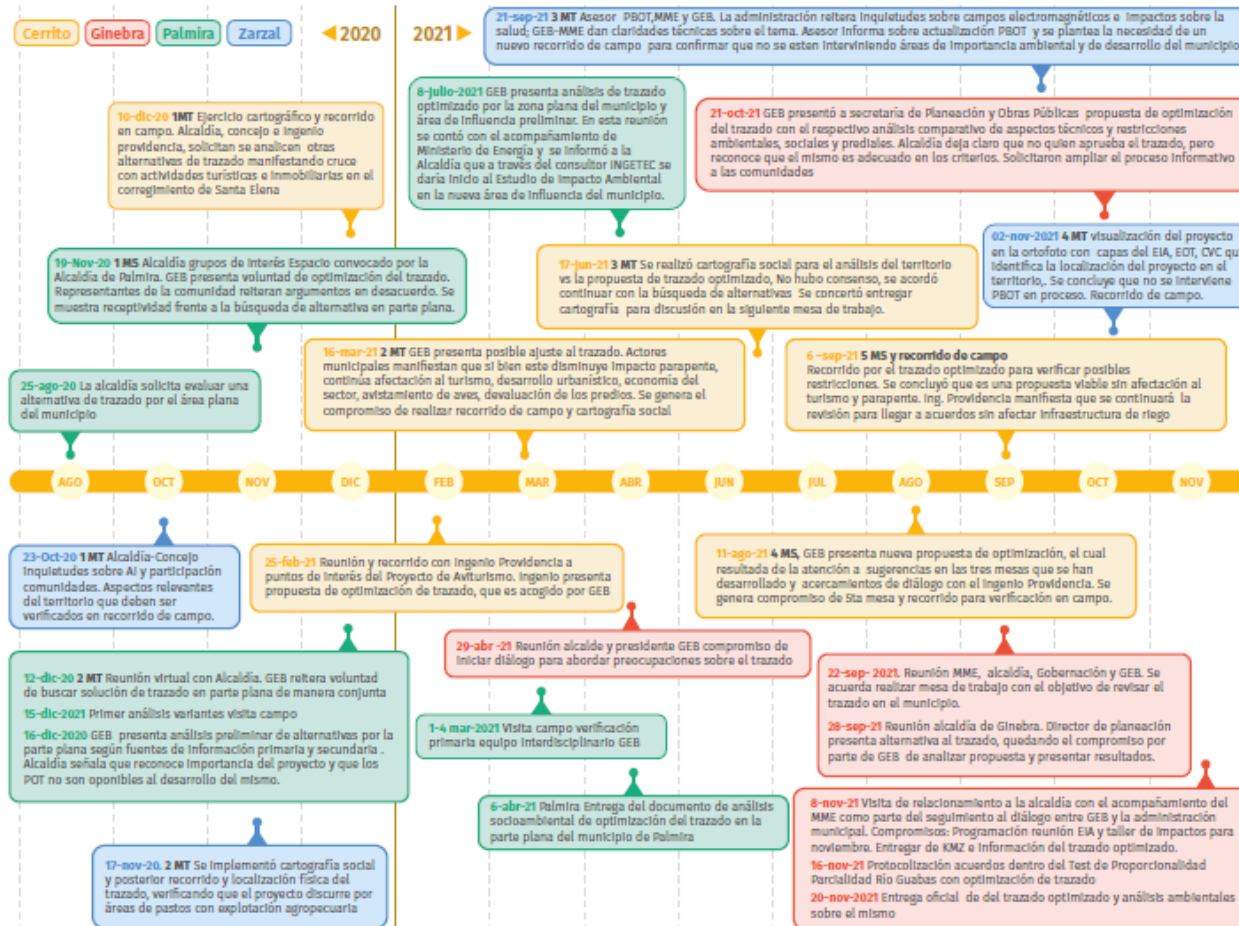 Cerrito
Ginebra
Palmira
Zarzal
2020
2021
21-sep-21 3 MT Asesor PBOT,MME y GEB. La administración reitera inquietudes sobre campos electromagnéticos e impactos sobre la
salud; GEB-MME dan claridades técnicas sobre el tema. Asesor informa sobre actualización PBOT y se plantea la necesidad de un
nuevo recorrido de campo para confirmar que no se esten interviniendo áreas de importancia ambiental y de desarrollo del municipio
10-dic-20 1MT Ejercicio cartográfico y recorrido
en campo. Alcaldía, concejo e ingenio
providencia, solicitan se analicen otras
alternativas de trazado manifestando cruce
con actividades turísticas e inmobiliarias en el
corregimiento de Santa Elena
8-julio-2021 GEB presenta análisis de trazado
optimizado por la zona plana del municipio y
área de influencia preliminar. En esta reunión
se contó con el acompañamiento de
Ministerio de Energía y se informó a la
Alcaldía que a través del consultor INGETEC se
daría inicio al Estudio de Impacto Ambiental
en la nueva área de influencia del municipio.
21-oct-21 GEB presentó a secretaría de Planeación y Obras Públicas propuesta de optimización
del trazado con el respectivo análisis comparativo de aspectos técnicos y restricciones
ambientales, sociales y prediales. Alcaldía deja claro que no quien aprueba el trazado, pero
reconoce que el mismo es adecuado en los criterios. Solicitaron ampliar el proceso informativo
a las comunidades
19-Nov-20 1 MS Alcaldía grupos de interés Espacio convocado por la
Alcaldía de Palmira. GEB presenta voluntad de optimización del trazado.
Representantes de la comunidad reiteran argumentos en desacuerdo. Se
muestra receptividad frente a la búsqueda de alternativa en parte plana.
17-jun-21 3 MT Se realizó cartografía social para el análisis del territorio
vs la propuesta de trazado optimizado, No hubo consenso, se acordó
continuar con la búsqueda de alternativas Se concertó entregar
cartografía para discusión en la siguiente mesa de trabajo.
02-nov-2021 4 MT visualización del proyecto
en la ortofoto con capas del EIA, EOT, CVC qu
identifica la localización del proyecto en el
territorio,. Se concluye que no se interviene
PBOT en proceso. Recorrido de campo.
25-ago-20 La alcaldía solicita evaluar una
alternativa de trazado por el área plana
del municipio
16-mar-21 2 MT GEB presenta posible ajuste al trazado. Actores
municipales manifiestan que si bien este disminuye impacto parapente,
continúa afectación al turismo, desarrollo urbanístico, economía del
sector, avistamiento de aves, devaluación de los predios. Se genera el
compromiso de realizar recorrido de campo y cartografía social
6 -sep-21 5 MS y recorrido de campo
Recorrido por el trazado optimizado para verificar posibles
restricciones. Se concluyó que es una propuesta viable sin afectación al
turismo y parapente. Ing. Providencia manifiesta que se continuará la
revisión para llegar a acuerdos sin afectar infraestructura de riego
AGO
OCT
NOV
DIC
FEB
MAR
ABR
JUN
JUL
AGO
SEP
OCT
NOV
23-Oct-20 1 MT Alcaldía-Concejo
Inquietudes sobre AI y participación
comunidades. Aspectos relevantes
del territorio que deben ser
verificados en recorrido de campo.
25-feb-21 Reunión y recorrido con Ingenio Providencia a
puntos de interés del Proyecto de Aviturismo. Ingenio presenta
propuesta de optimización de trazado, que es acogido por GEB
11-ago-21 4 MS, GEB presenta nueva propuesta de optimización, el cual
resultada de la atención a sugerencias en las tres mesas que se han
desarrollado y acercamientos de diálogo con el Ingenio Providencia. Se
genera compromiso de 5ta mesa y recorrido para verificación en campo.
29-abr -21 Reunión alcalde y presidente GEB compromiso de
iniciar diálogo para abordar preocupaciones sobre el trazado
12-dic-20 2 MT Reunión virtual con Alcaldía. GEB reitera voluntad
de buscar solución de trazado en parte plana de manera conjunta
15-dic-2021 Primer análisis variantes visita campo
16-dic-2020 GEB presenta análisis preliminar de alternativas por la
parte plana según fuentes de información primaria y secundaria .
Alcaldía señala que reconoce importancia del proyecto y que los
POT no son oponibles al desarrollo del mismo.
22-sep- 2021. Reunión MME, alcaldía, Gobernación y GEB. Se
acuerda realizar mesa de trabajo con el objetivo de revisar el
trazado en el municipio.
28-sep-21 Reunión alcaldía de Ginebra. Director de planeación
presenta alternativa al trazado, quedando el compromiso por
parte de GEB de analizar propuesta y presentar resultados.
1-4 mar-2021 Visita campo verificación
primaria equipo interdisciplinario GEB
6-abr-21 Palmira Entrega del documento de análisis
socioambiental de optimización del trazado en la
parte plana del municipio de Palmira
8-nov-21 Visita de relacionamiento a la alcaldía con el acompañamiento del
MME como parte del seguimiento al diálogo entre GEB y la administración
municipal. Compromisos: Programación reunión EIA y taller de impactos para
noviembre. Entregar de KMZ e información del trazado optimizado.
16-nov-21 Protocolización acuerdos dentro del Test de Proporcionalidad
Parcialidad Río Guabas con optimización de trazado
20-nov-2021 Entrega oficial de del trazado optimizado y análisis ambientales
sobre el mismo
17-nov-20. 2 MT Se implementó cartografía social
y posterior recorrido y localización física del
trazado, verificando que el proyecto discurre por
áreas de pastos con explotación agropecuaria